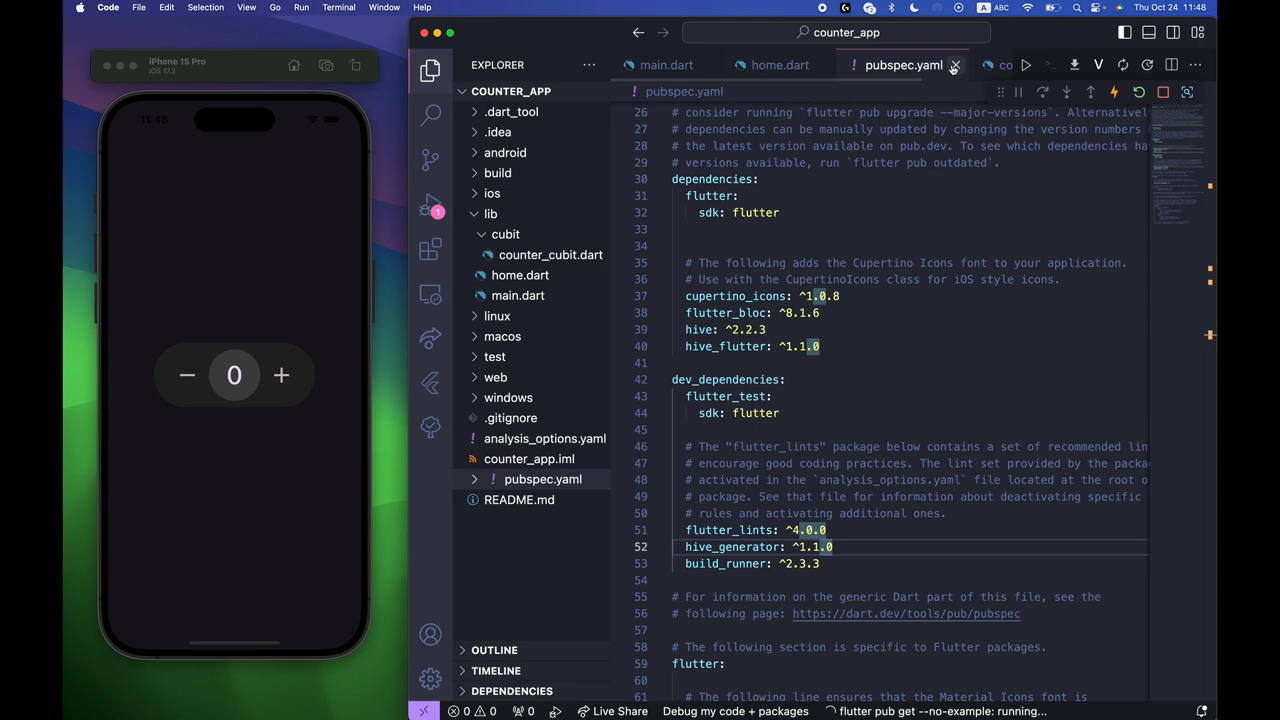 Code File Edit Selection View Go Run Terminal Window Help
A ABC Thu Oct 24 11:48
counter_app
iPhone 15 Pro
iOS 17.2
11:48
0
EXPLORER
COUNTER_APP
.dart_tool
.idea
android
build
ios
lib
cubit
counter_cubit.dart
home.dart
main.dart
linux
macos
test
web
windows
.gitignore
analysis_options.yaml
counter_app.iml
pubspec.yaml
README.md
OUTLINE
TIMELINE
DEPENDENCIES
1
main.dart home.dart pubspec.yaml co
pubspec.yaml
26 # consider running `flutter pub upgrade --major-versions`. Alternativel
27 # dependencies can be manually updated by changing the version numbers
28 # the latest version available on pub.dev. To see which dependencies ha
29 # versions available, run `flutter pub outdated`.
30 dependencies:
31 flutter:
32 sdk: flutter
33
34
35 # The following adds the Cupertino Icons font to your application.
36 # Use with the CupertinoIcons class for iOS style icons.
37 cupertino_icons: ^1.0.8
38 flutter_bloc: ^8.1.6
39 hive: ^2.2.3
40 hive_flutter: ^1.1.0
41
42 dev_dependencies:
43 flutter_test:
44 sdk: flutter
45
46 # The "flutter_lints" package below contains a set of recommended lin
47 # encourage good coding practices. The lint set provided by the packa
48 # activated in the `analysis_options.yaml` file located at the root o
49 # package. See that file for information about deactivating specific
50 # rules and activating additional ones.
51 flutter_lints: ^4.0.0
52 hive_generator: ^1.1.0
53 build_runner: ^2.3.3
54
55 # For information on the generic Dart part of this file, see the
56 # following page: https://dart.dev/tools/pub/pubspec
57
58 # The following section is specific to Flutter packages.
59 flutter:
60
61 # The following line ensures that the Material Icons font is
0 0 0 Live Share Debug my code + packages flutter pub get --no-example: running...